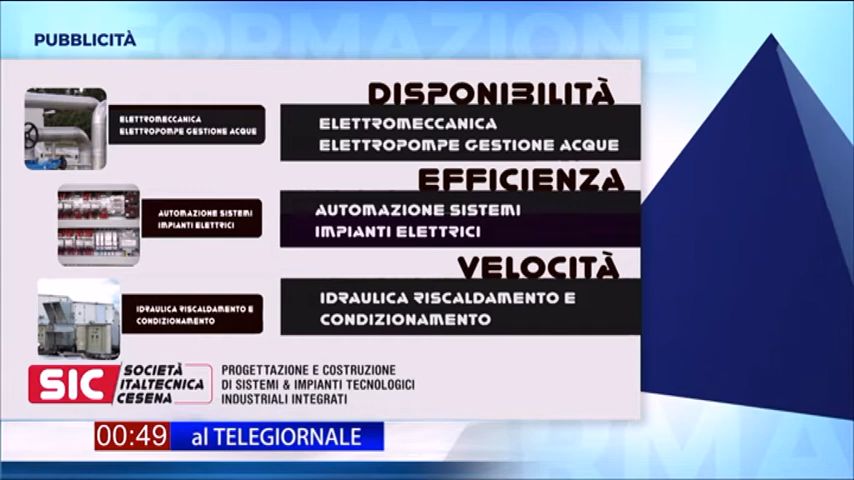 PUBBLICITÀ
DISPONIBILITÀ
ELETTROMECCANICA
ELETTROPOMPE GESTIONE ACQUE
ELETTROMECCANICA
ELETTROPOMPE GESTIONE ACQUE
EFFICIENZA
AUTOMAZIONE SISTEMI
IMPIANTI ELETTRICI
AUTOMAZIONE SISTEMI
IMPIANTI ELETTRICI
VELOCITÀ
IDRAULICA RISCALDAMENTO E
CONDIZIONAMENTO
IDRAULICA RISCALDAMENTO E
CONDIZIONAMENTO
SIC
SOCIETÀ
ITALTECNICA
CESENA
PROGETTAZIONE E COSTRUZIONE
DI SISTEMI & IMPIANTI TECNOLOGICI
INDUSTRIALI INTEGRATI
00:49 al TELEGIORNALE